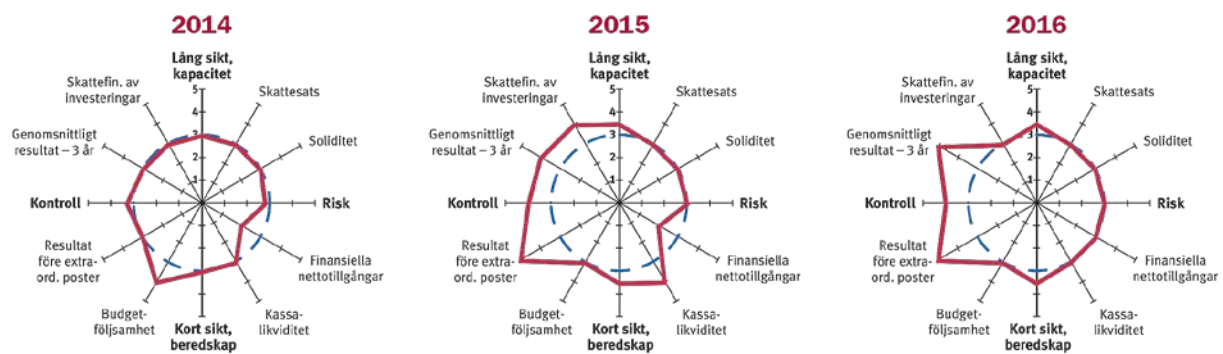 2014
Lång sikt,
kapacitet
Skattefin. av
investeringar
Skattesats
Genomsnittligt
resultat – 3 år
Soliditet
5
4
3
2
1
Kontroll
Risk
Resultat
före extra-
ord. poster
Finansiella
nettotillgångar
Budget-
följsamhet
Kassa-
likviditet
Kort sikt,
beredskap
2015
Lång sikt,
kapacitet
Skattefin. av
investeringar
Skattesats
Genomsnittligt
resultat – 3 år
Soliditet
5
4
3
2
1
Kontroll
Risk
Resultat
före extra-
ord. poster
Finansiella
nettotillgångar
Budget-
följsamhet
Kassa-
likviditet
Kort sikt,
beredskap
2016
Lång sikt,
kapacitet
Skattefin. av
investeringar
Skattesats
Genomsnittligt
resultat – 3 år
Soliditet
5
4
3
2
1
Kontroll
Risk
Resultat
före extra-
ord. poster
Finansiella
nettotillgångar
Budget-
följsamhet
Kassa-
likviditet
Kort sikt,
beredskap